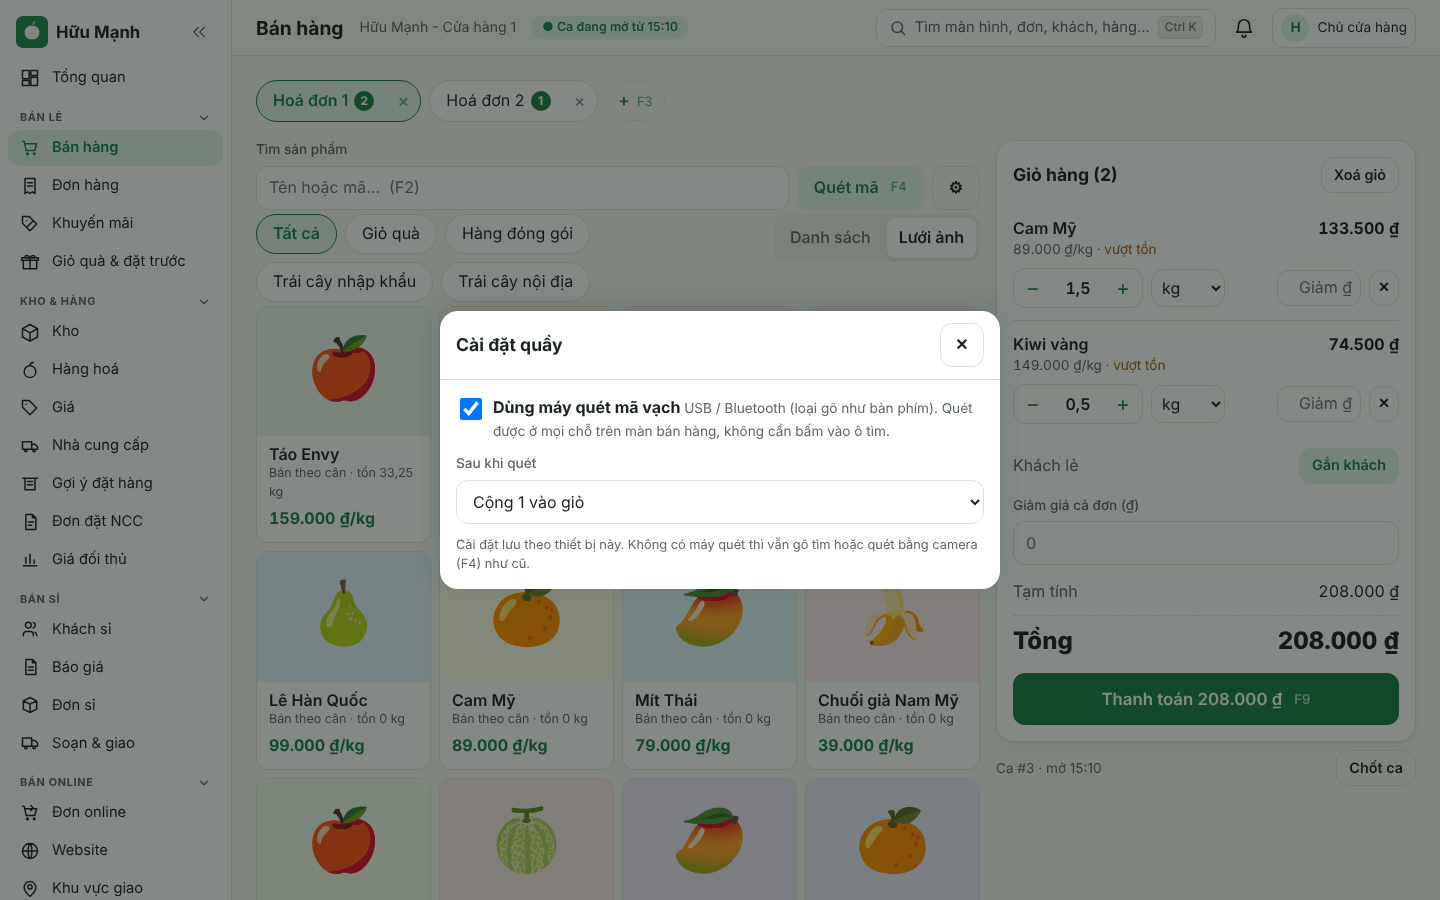 Hữu Mạnh
Tổng quan
BÁN LẺ
Bán hàng
Đơn hàng
Khuyến mãi
Giỏ quà & đặt trước
KHO & HÀNG
Kho
Hàng hoá
Giá
Nhà cung cấp
Gợi ý đặt hàng
Đơn đặt NCC
Giá đối thủ
BÁN SỈ
Khách sỉ
Báo giá
Đơn sỉ
Soạn & giao
BÁN ONLINE
Đơn online
Website
Khu vực giao
Bán hàng Hữu Mạnh - Cửa hàng 1 Ca đang mở từ 15:10 Tìm màn hình, đơn, khách, hàng... Ctrl K H Chủ cửa hàng
Hoá đơn 1 2 × Hoá đơn 2 1 × + F3
Tìm sản phẩm
Tên hoặc mã... (F2) Quét mã F4
Tất cả Giỏ quà Hàng đóng gói Danh sách Lưới ảnh
Trái cây nhập khẩu Trái cây nội địa
Cài đặt quầy ✕
Dùng máy quét mã vạch USB / Bluetooth (loại gõ như bàn phím). Quét
được ở mọi chỗ trên màn bán hàng, không cần bấm vào ô tìm.
Sau khi quét
Cộng 1 vào giỏ
Cài đặt lưu theo thiết bị này. Không có máy quét thì vẫn gõ tìm hoặc quét bằng camera
(F4) như cũ.
Táo Envy
Bán theo cân · tồn 33,25
kg
159.000 ₫/kg
Lê Hàn Quốc
Bán theo cân · tồn 0 kg
99.000 ₫/kg
Cam Mỹ
Bán theo cân · tồn 0 kg
89.000 ₫/kg
Mít Thái
Bán theo cân · tồn 0 kg
79.000 ₫/kg
Chuối già Nam Mỹ
Bán theo cân · tồn 0 kg
39.000 ₫/kg
Giỏ hàng (2) Xoá giỏ
Cam Mỹ 133.500 ₫
89.000 ₫/kg · vượt tồn
− 1,5 + kg Giảm ₫ ✕
Kiwi vàng 74.500 ₫
149.000 ₫/kg · vượt tồn
− 0,5 + kg Giảm ₫ ✕
Khách lẻ Gắn khách
Giảm giá cả đơn (₫)
0
Tạm tính 208.000 ₫
Tổng 208.000 ₫
Thanh toán 208.000 ₫ F9
Ca #3 · mở 15:10 Chốt ca